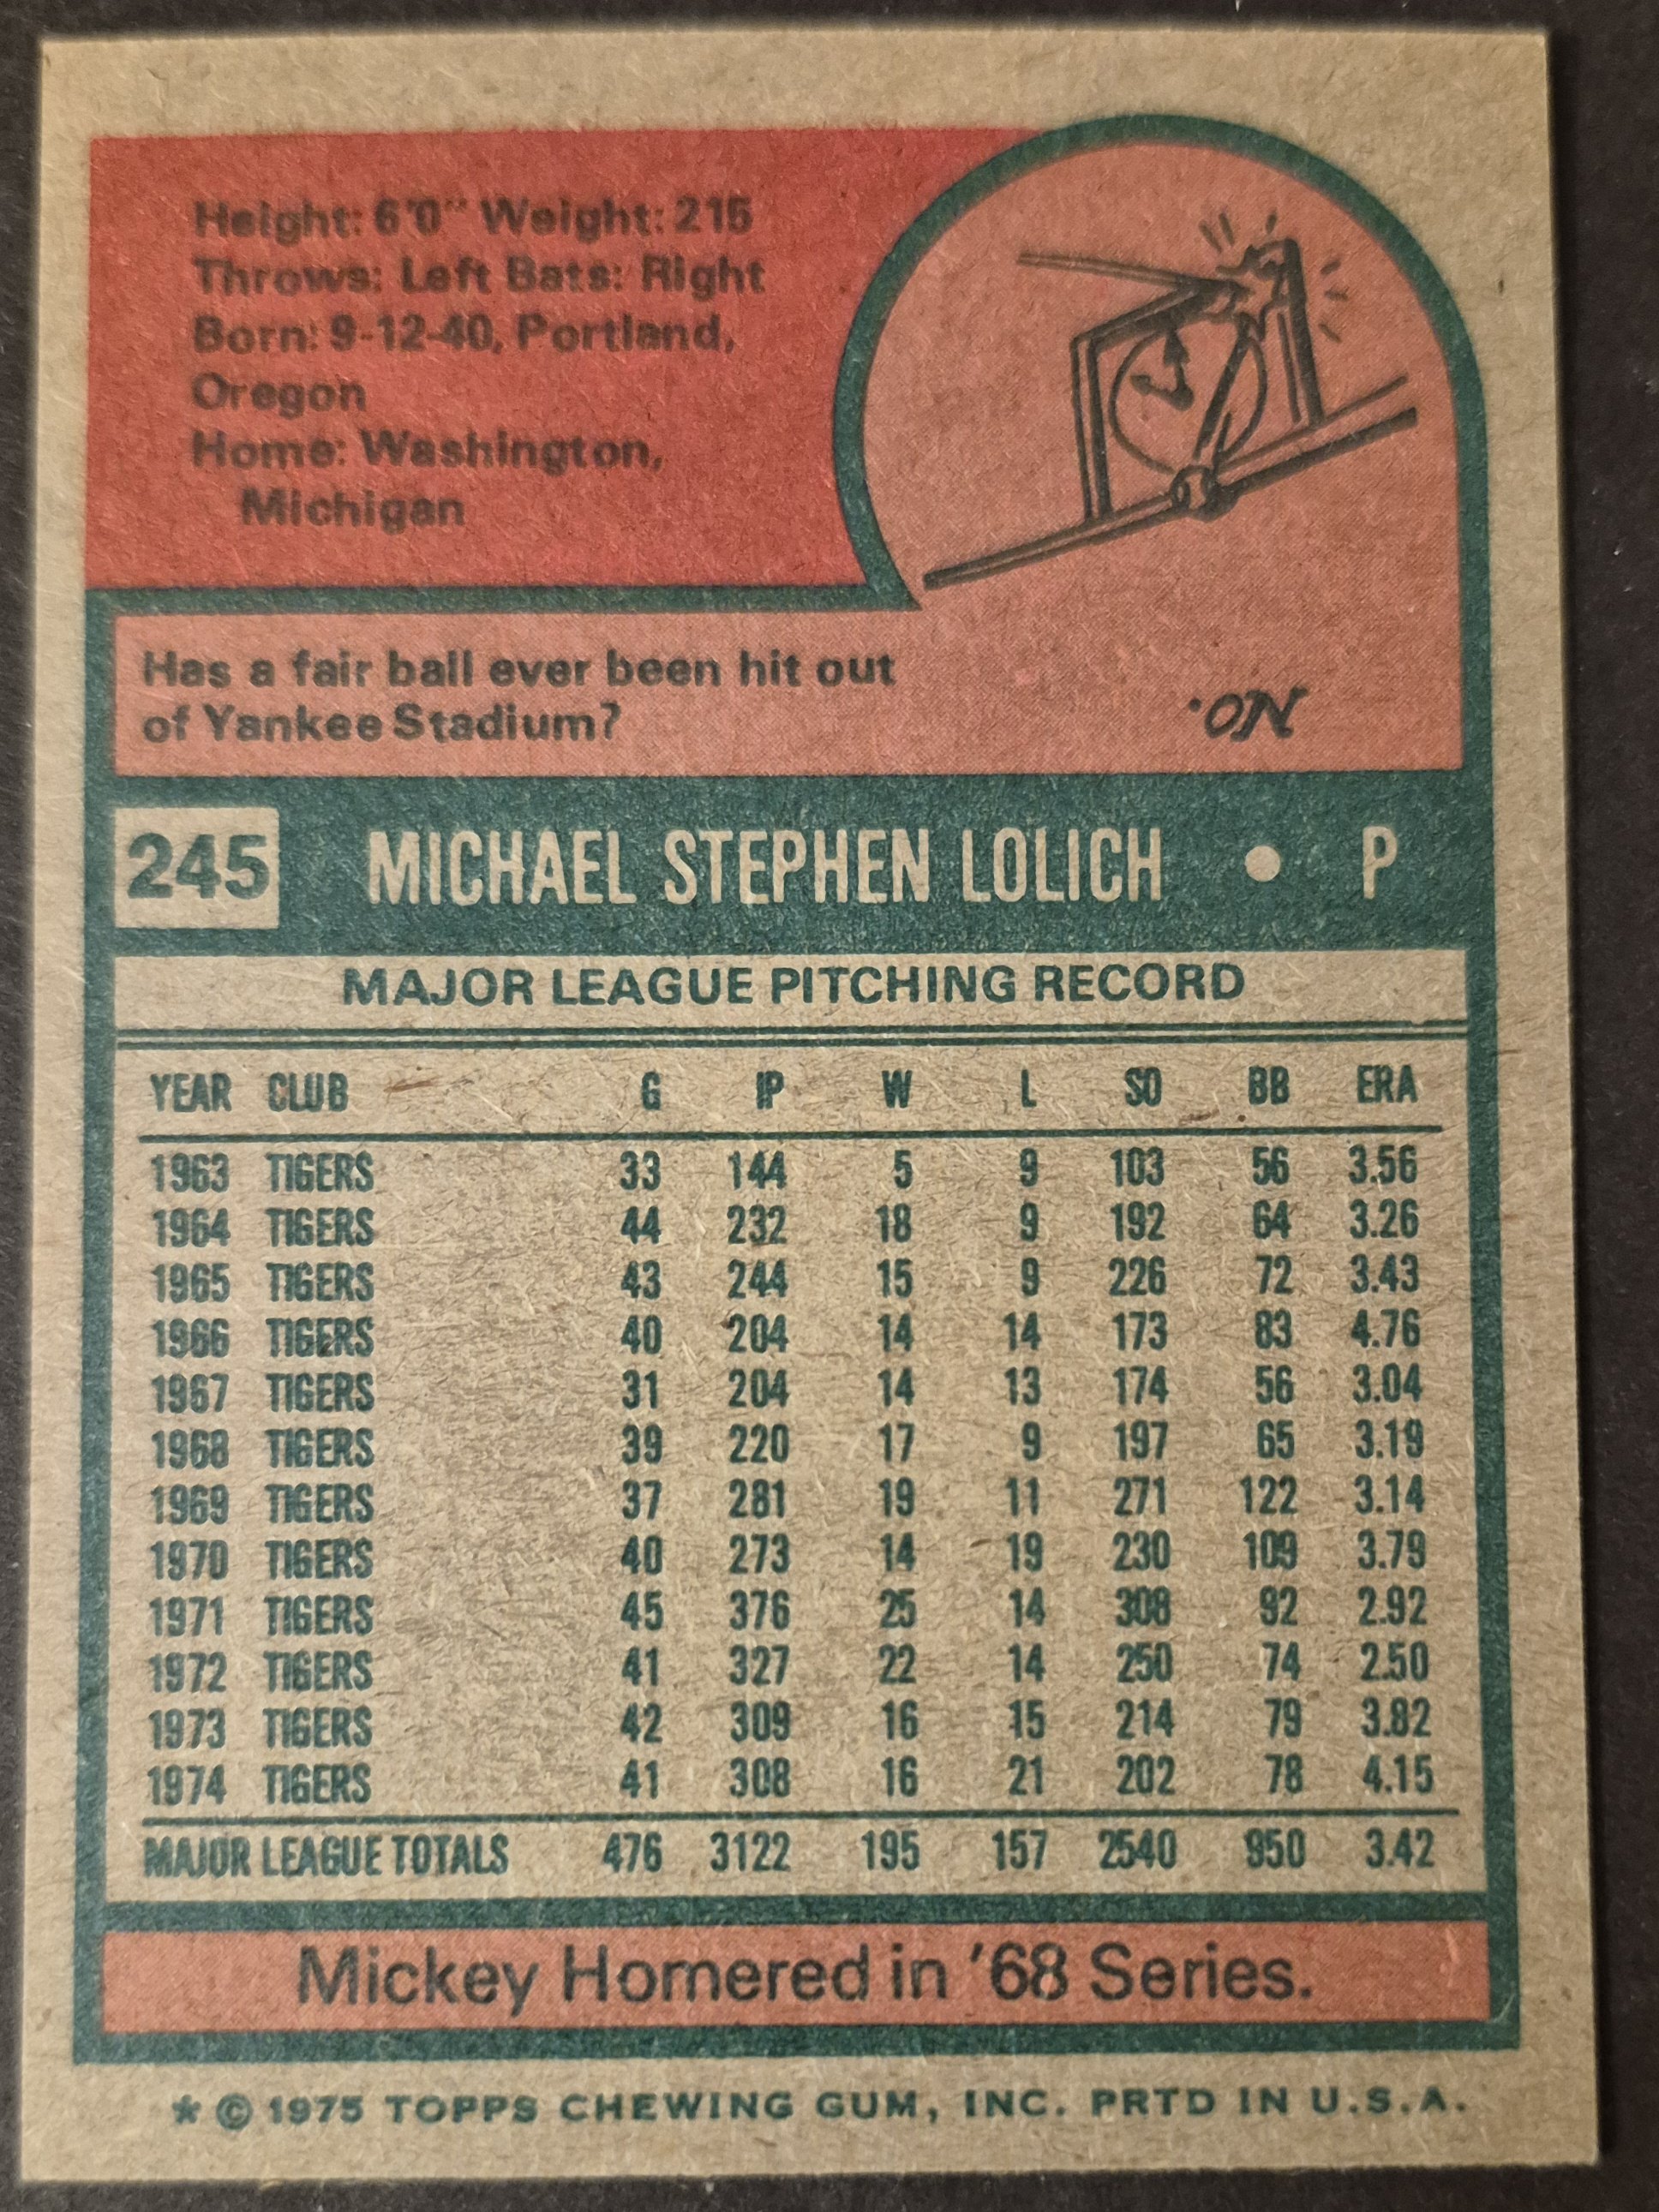 Height: 6'0" Weight: 215
Throws: Left Bats: Right
Born: 9-12-40, Portland,
Oregon
Home: Washington,
Michigan
Has a fair ball ever been hit out
of Yankee Stadium?
No.
245 MICHAEL STEPHEN LOLICH • P
MAJOR LEAGUE PITCHING RECORD
YEAR CLUB G IP W L SO BB ERA
1963 TIGERS 33 144 5 9 103 56 3.56
1964 TIGERS 44 232 18 9 192 64 3.26
1965 TIGERS 43 244 15 9 226 72 3.43
1966 TIGERS 40 204 14 14 173 83 4.76
1967 TIGERS 31 204 14 13 174 56 3.04
1968 TIGERS 39 220 17 9 197 65 3.19
1969 TIGERS 37 281 19 11 271 122 3.14
1970 TIGERS 40 273 14 19 230 109 3.79
1971 TIGERS 45 376 25 14 308 92 2.92
1972 TIGERS 41 327 22 14 250 74 2.50
1973 TIGERS 42 309 16 15 214 79 3.82
1974 TIGERS 41 308 16 21 202 78 4.15
MAJOR LEAGUE TOTALS 476 3122 195 157 2540 950 3.42
Mickey Homered in '68 Series.
* © 1975 TOPPS CHEWING GUM, INC. PRTD IN U.S.A.